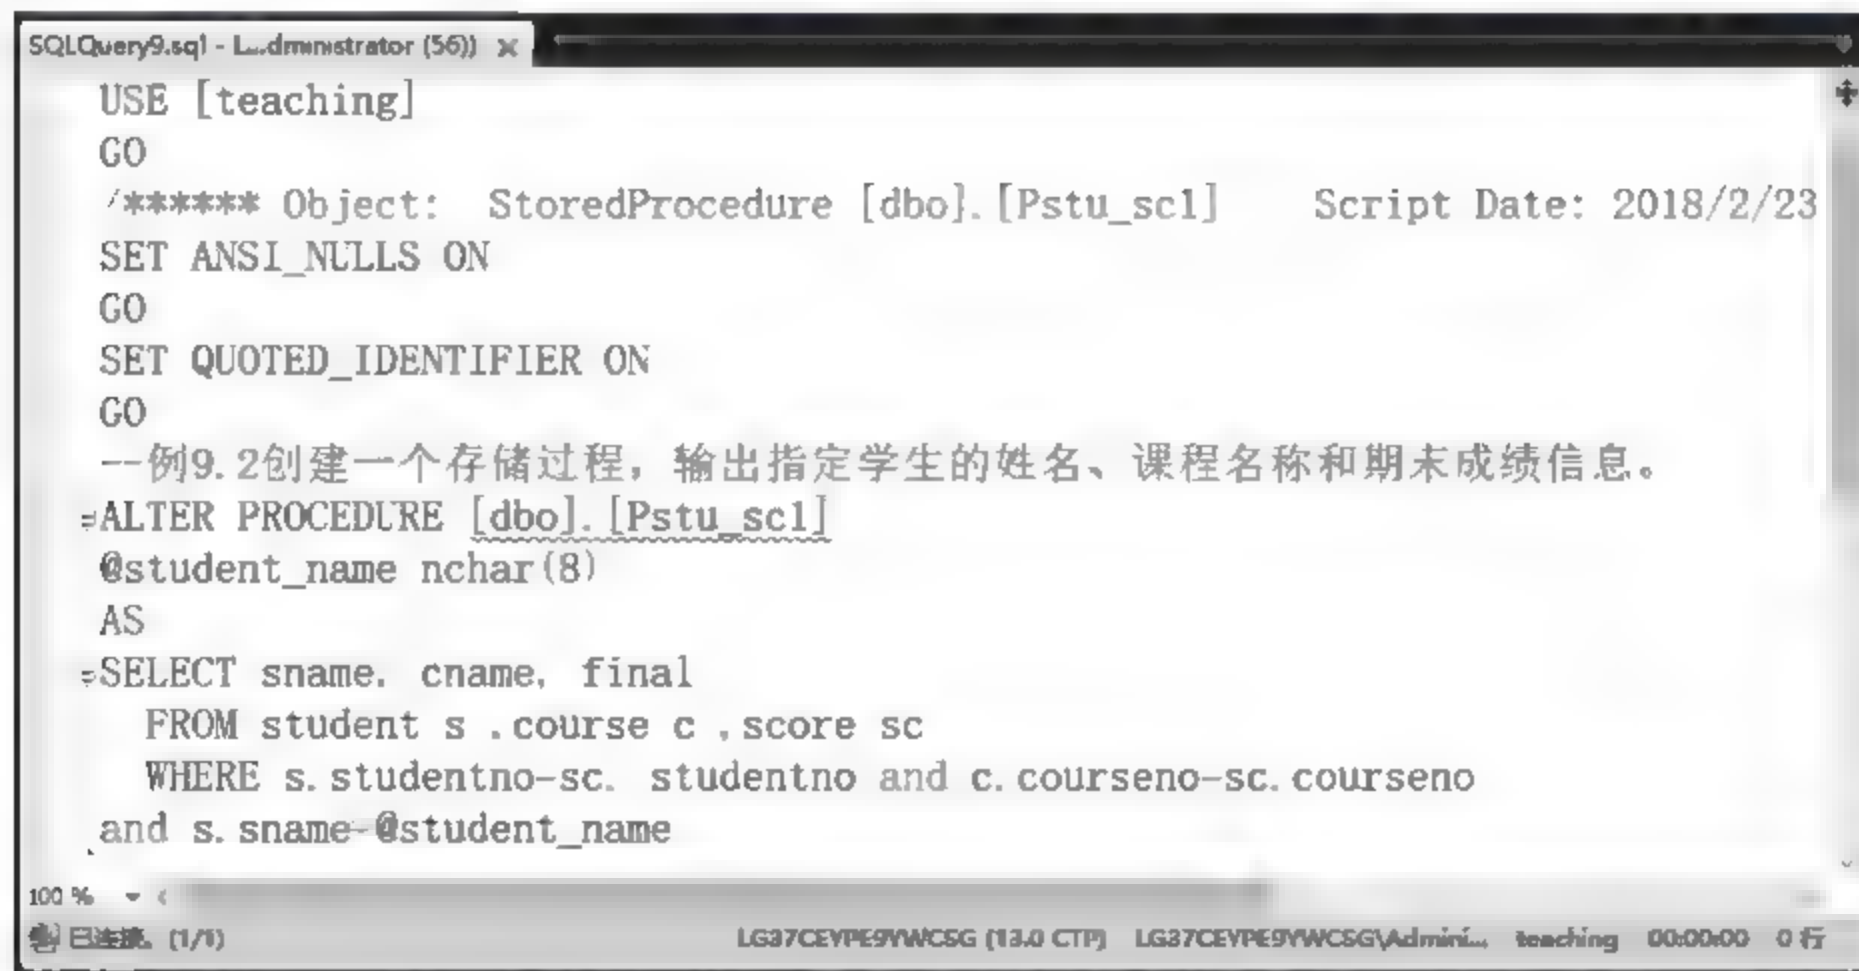 SQLQuery9.sql - L...dministrator (56))
USE [teaching]
GO
/****** Object:  StoredProcedure [dbo].[Pstu_sc1]    Script Date: 2018/2/23
SET ANSI_NULLS ON
GO
SET QUOTED_IDENTIFIER ON
GO
--例9.2创建一个存储过程，输出指定学生的姓名、课程名称和期末成绩信息。
ALTER PROCEDURE [dbo].[Pstu_sc1]
@student_name nchar(8)
AS
SELECT sname, cname, final
FROM student s ,course c ,score sc
WHERE s.studentno=sc. studentno and c.courseno=sc.courseno
and s.sname=@student_name
100 %
已连接。(1/1) LG37CEYPE9YWCSG (13.0 CTP) LG37CEYPE9YWCSG\Admini... teaching 00:00:00 0 行